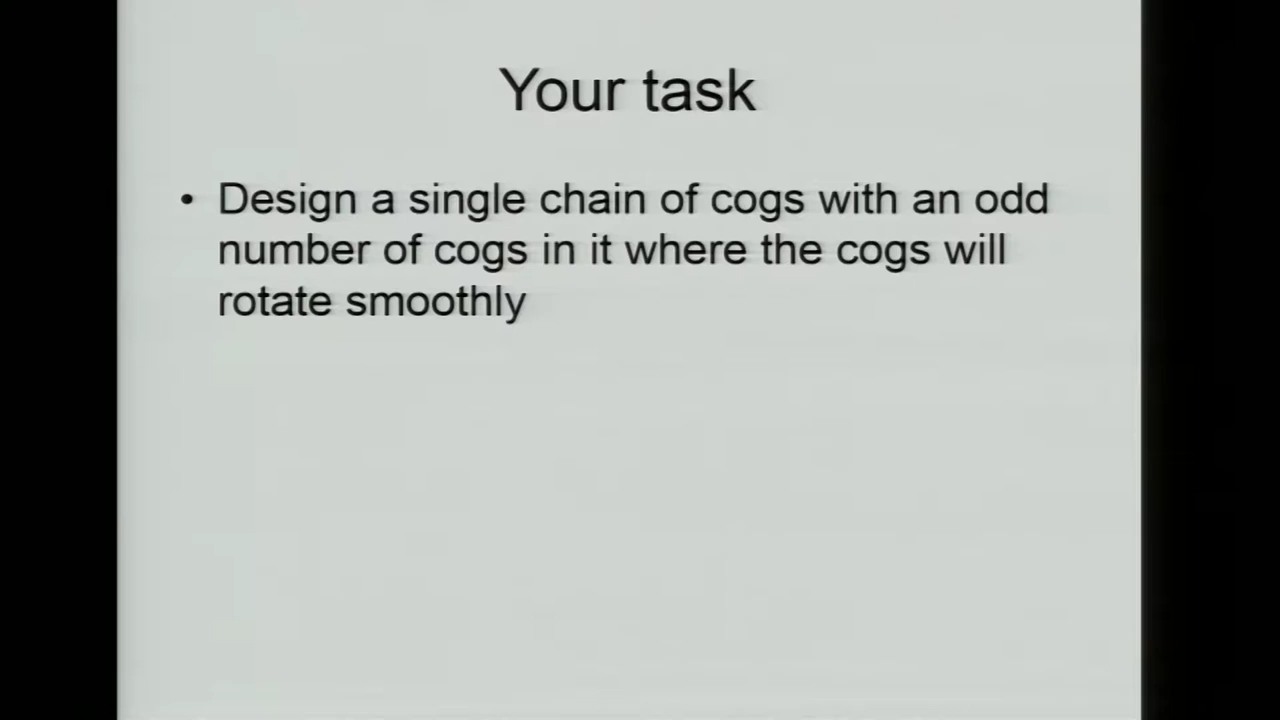 Your task
• Design a single chain of cogs with an odd
number of cogs in it where the cogs will
rotate smoothly